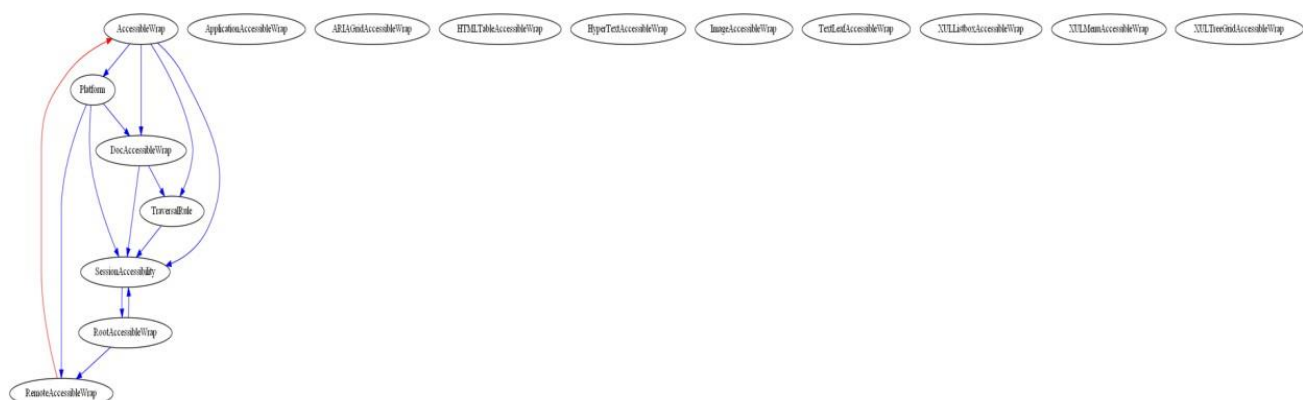 AccessibleWrap ApplicationAccessibleWrap ARIAGridAccessibleWrap HTMLTableAccessibleWrap HyperTextAccessibleWrap ImageAccessibleWrap TextLeafAccessibleWrap XULListboxAccessibleWrap XULMenuAccessibleWrap XULTreeGridAccessibleWrap
Platform
DocAccessibleWrap
TraversalRule
SessionAccessibility
RootAccessibleWrap
RemoteAccessibleWrap